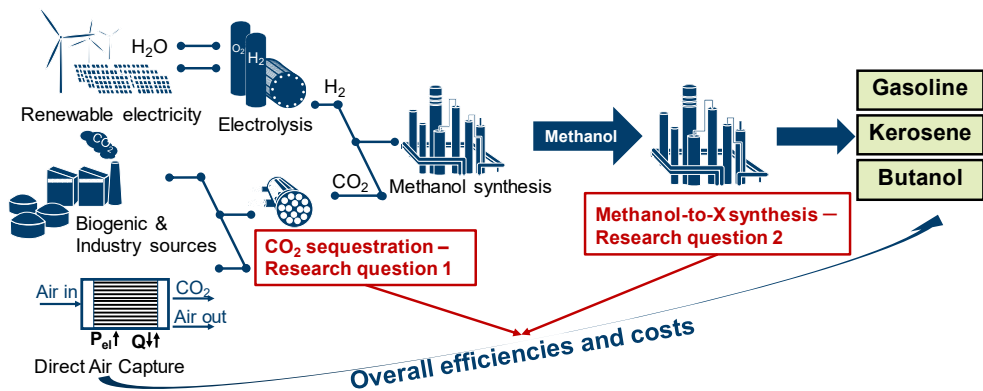 H₂O
O₂
H₂
Renewable electricity
Electrolysis
H₂
CO₂
Biogenic &
Industry sources
CO₂
Methanol synthesis
Methanol
Gasoline
Kerosene
Butanol
CO₂ sequestration –
Research question 1
Methanol-to-X synthesis –
Research question 2
Air in
CO₂
Air out
Pel
Q
Direct Air Capture
Overall efficiencies and costs